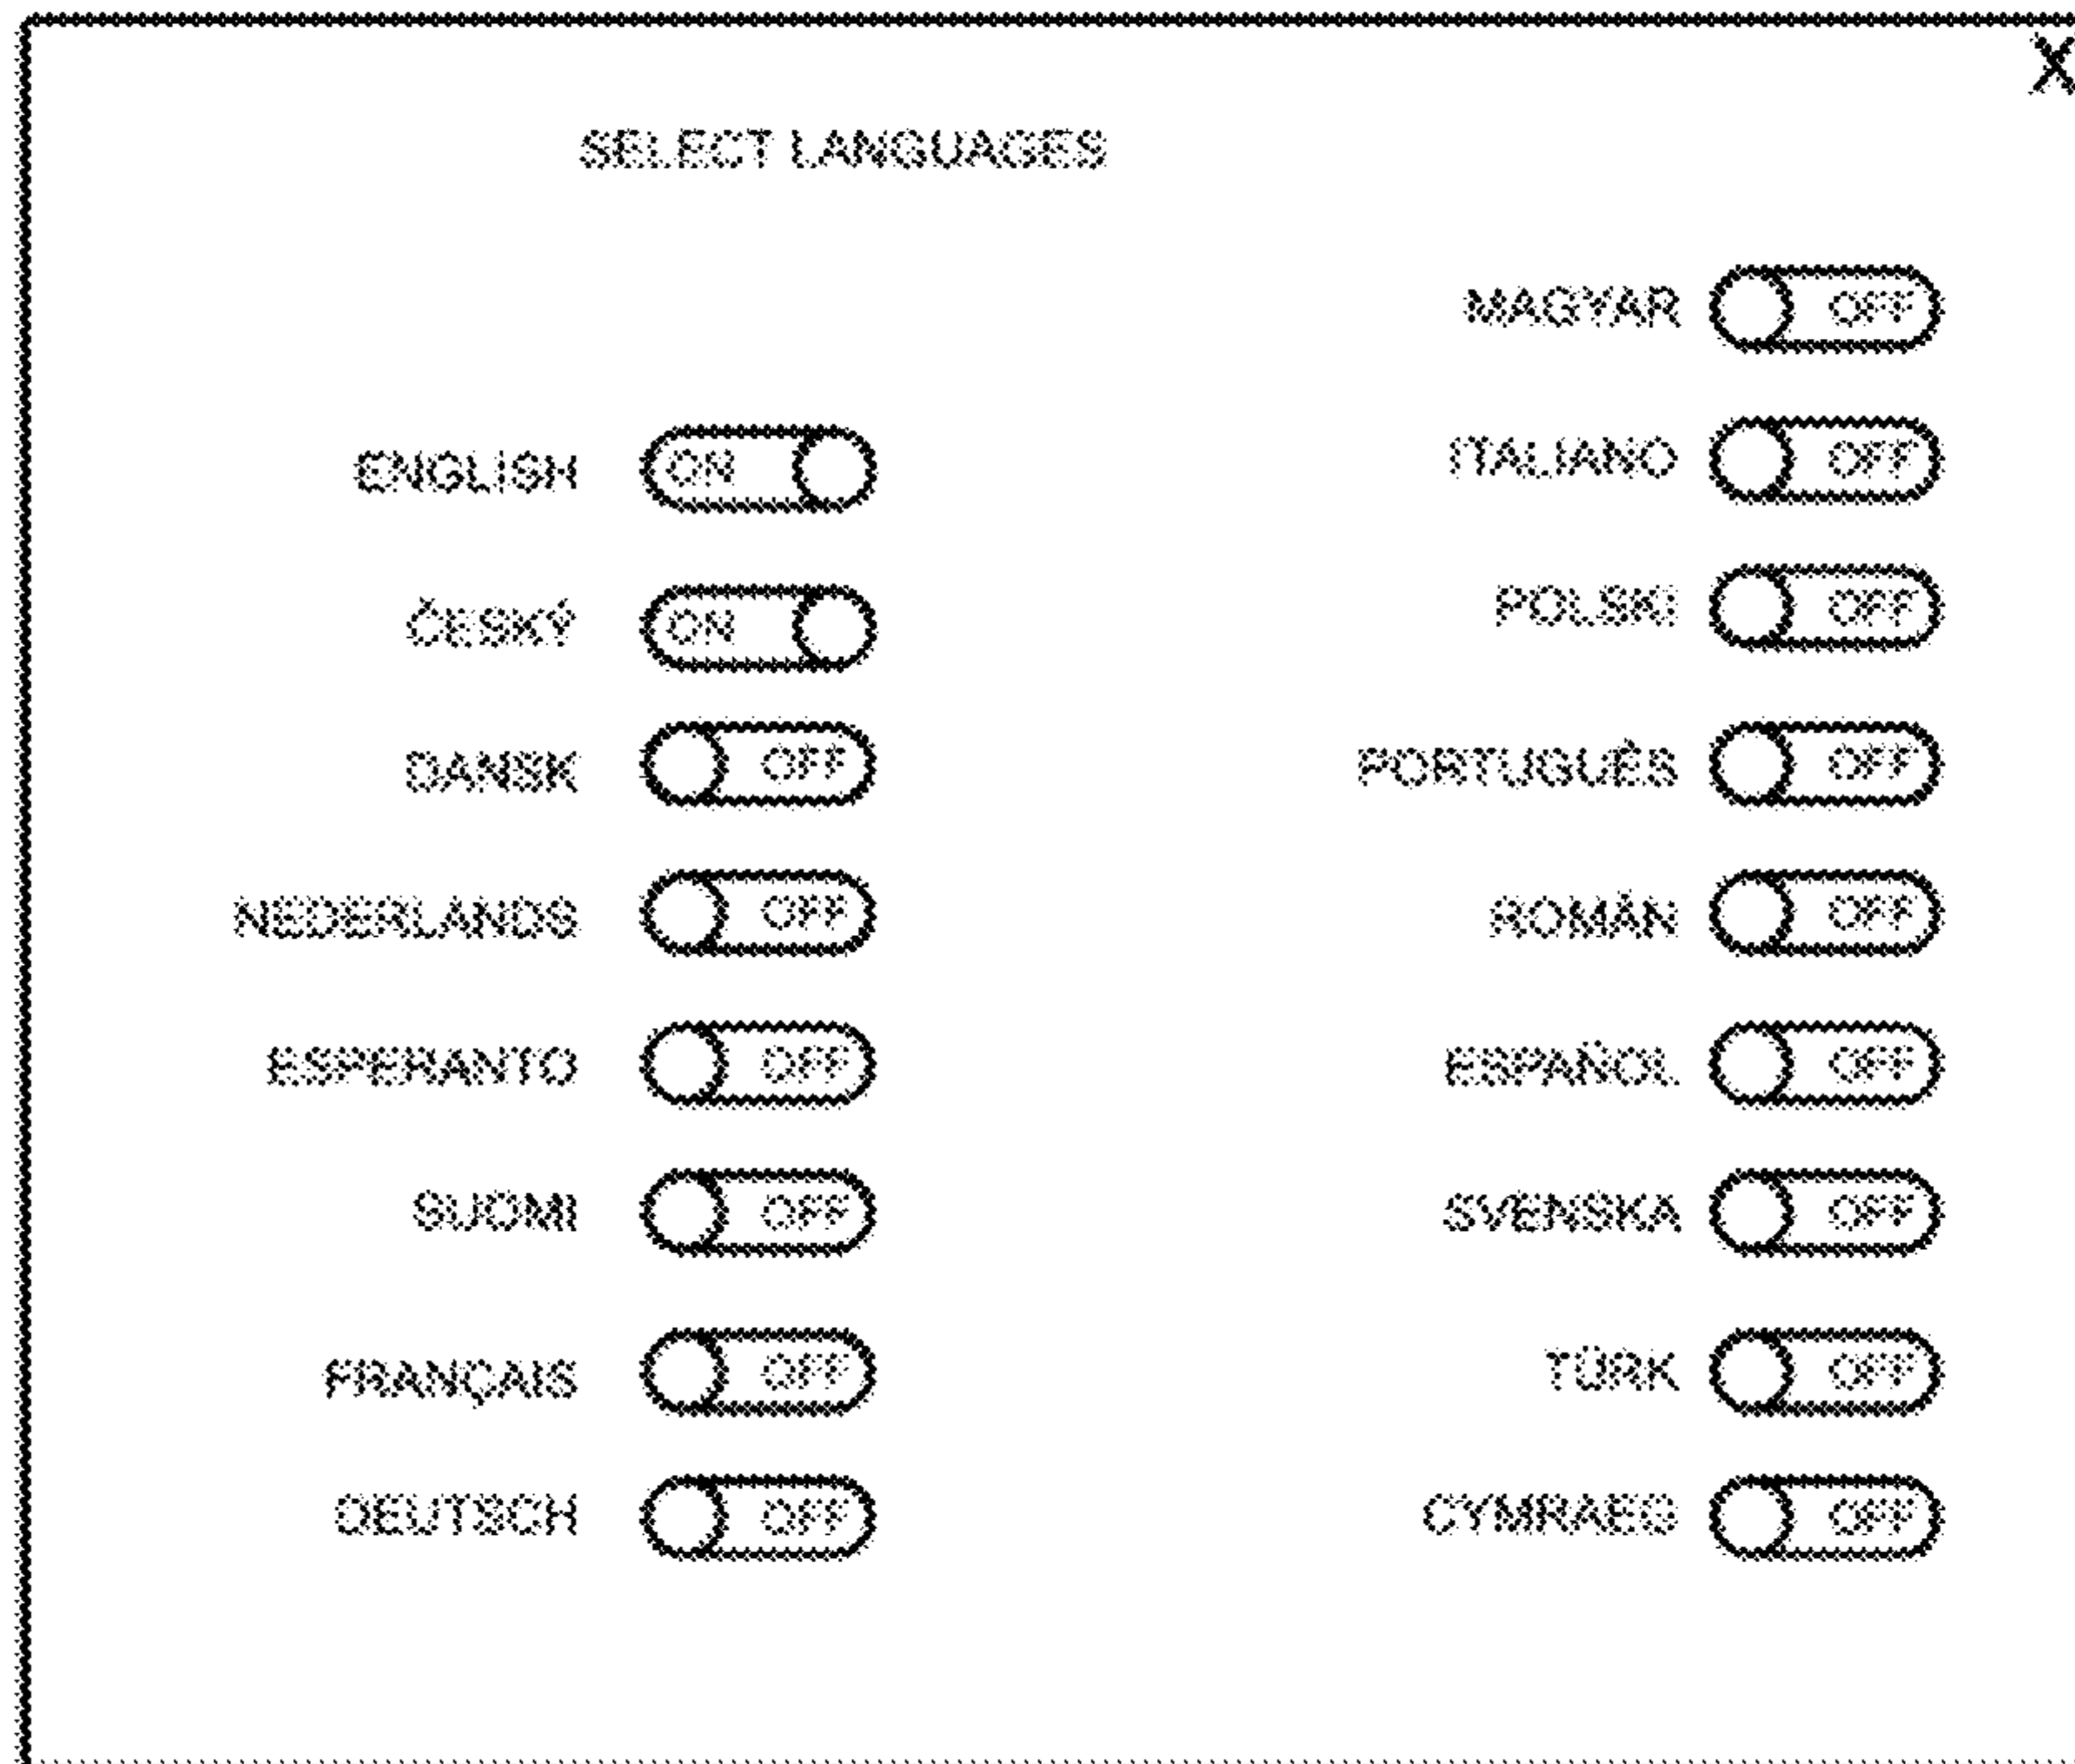 X
SELECT LANGUAGES
ENGLISH ON
ČESKÝ ON
DANSK OFF
NEDERLANDS OFF
ESPERANTO OFF
SUOMI OFF
FRANÇAIS OFF
DEUTSCH OFF
MAGYAR OFF
ITALIANO OFF
POLSKI OFF
PORTUGUÊS OFF
ROMÂN OFF
ESPAÑOL OFF
SVENSKA OFF
TÜRK OFF
CYMRAEG OFF